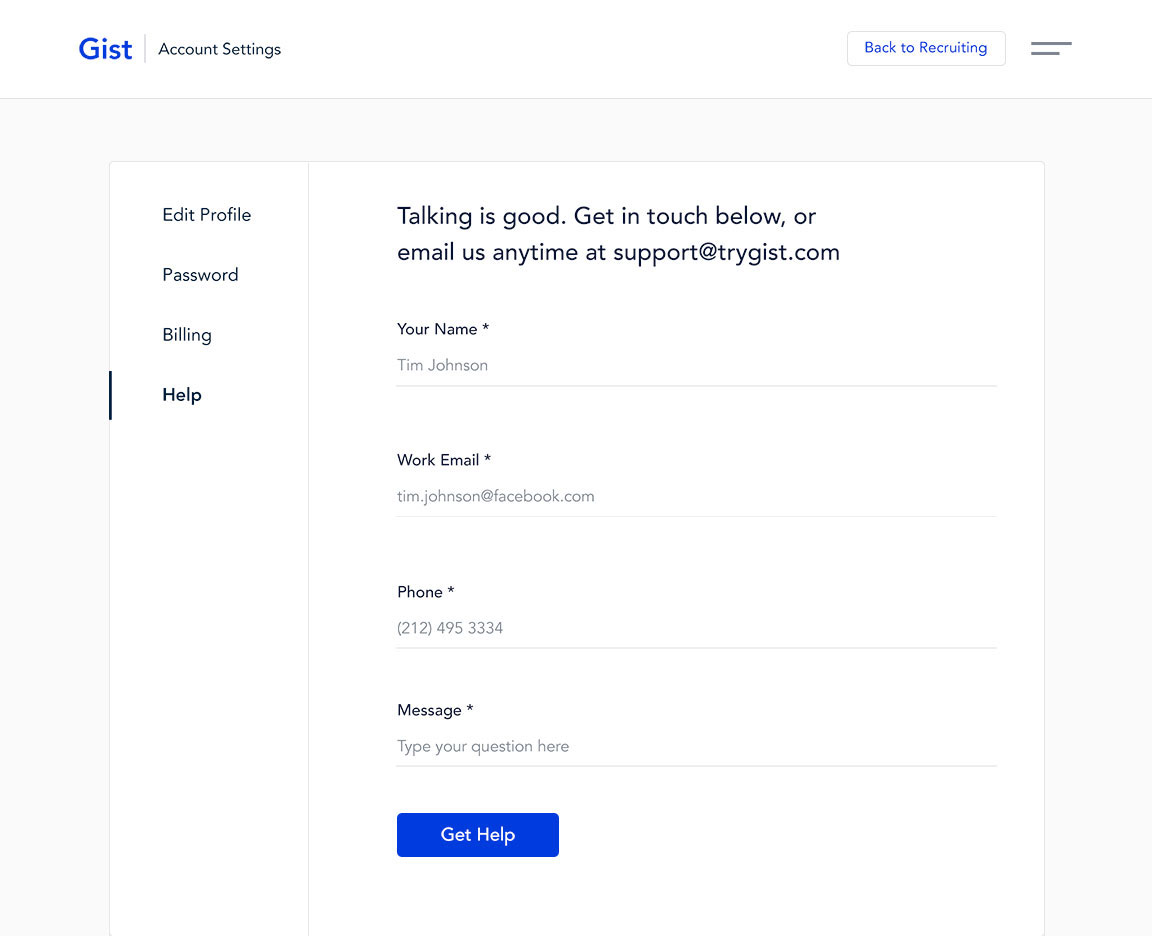 Gist
Account Settings
Back to Recruiting
Edit Profile
Password
Billing
Help
Talking is good. Get in touch below, or
email us anytime at support@trygist.com
Your Name *
Tim Johnson
Work Email *
tim.johnson@facebook.com
Phone *
(212) 495 3334
Message *
Type your question here
Get Help